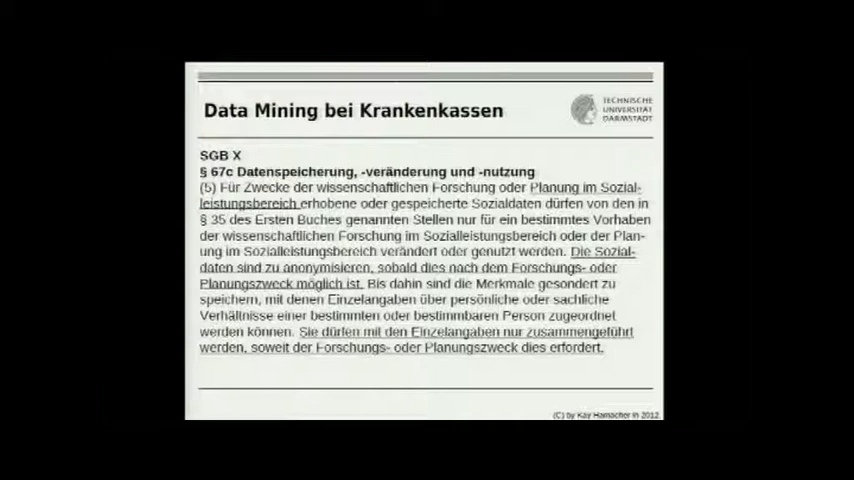 Data Mining bei Krankenkassen
TECHNISCHE
UNIVERSITÄT
DARMSTADT
SGB X
§ 67c Datenspeicherung, -veränderung und -nutzung
(5) Für Zwecke der wissenschaftlichen Forschung oder Planung im Sozial-
leistungsbereich erhobene oder gespeicherte Sozialdaten dürfen von den in
§ 35 des Ersten Buches genannten Stellen nur für ein bestimmtes Vorhaben
der wissenschaftlichen Forschung im Sozialleistungsbereich oder der Plan-
ung im Sozialleistungsbereich verändert oder genutzt werden. Die Sozial-
daten sind zu anonymisieren, sobald dies nach dem Forschungs- oder
Planungszweck möglich ist. Bis dahin sind die Merkmale gesondert zu
speichern, mit denen Einzelangaben über persönliche oder sachliche
Verhältnisse einer bestimmten oder bestimmbaren Person zugeordnet
werden können. Sie dürfen mit den Einzelangaben nur zusammengeführt
werden, soweit der Forschungs- oder Planungszweck dies erfordert.
(C) by Kay Hamacher in 2012